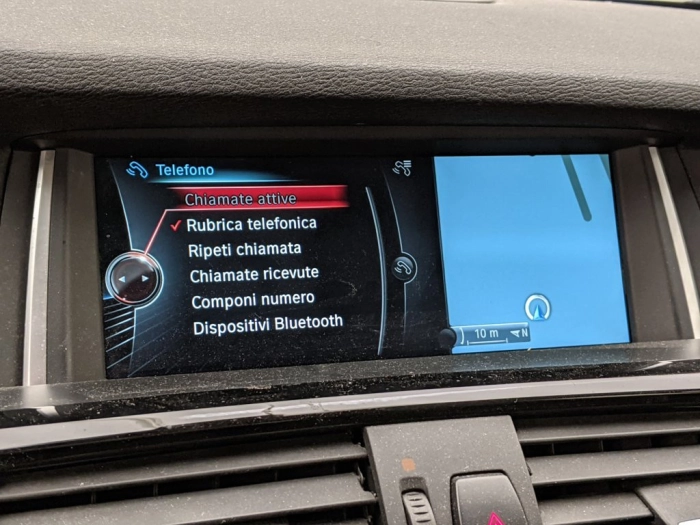 Telefono
Chiamate attive
Rubrica telefonica
Ripeti chiamata
Chiamate ricevute
Componi numero
Dispositivi Bluetooth
10 m
N